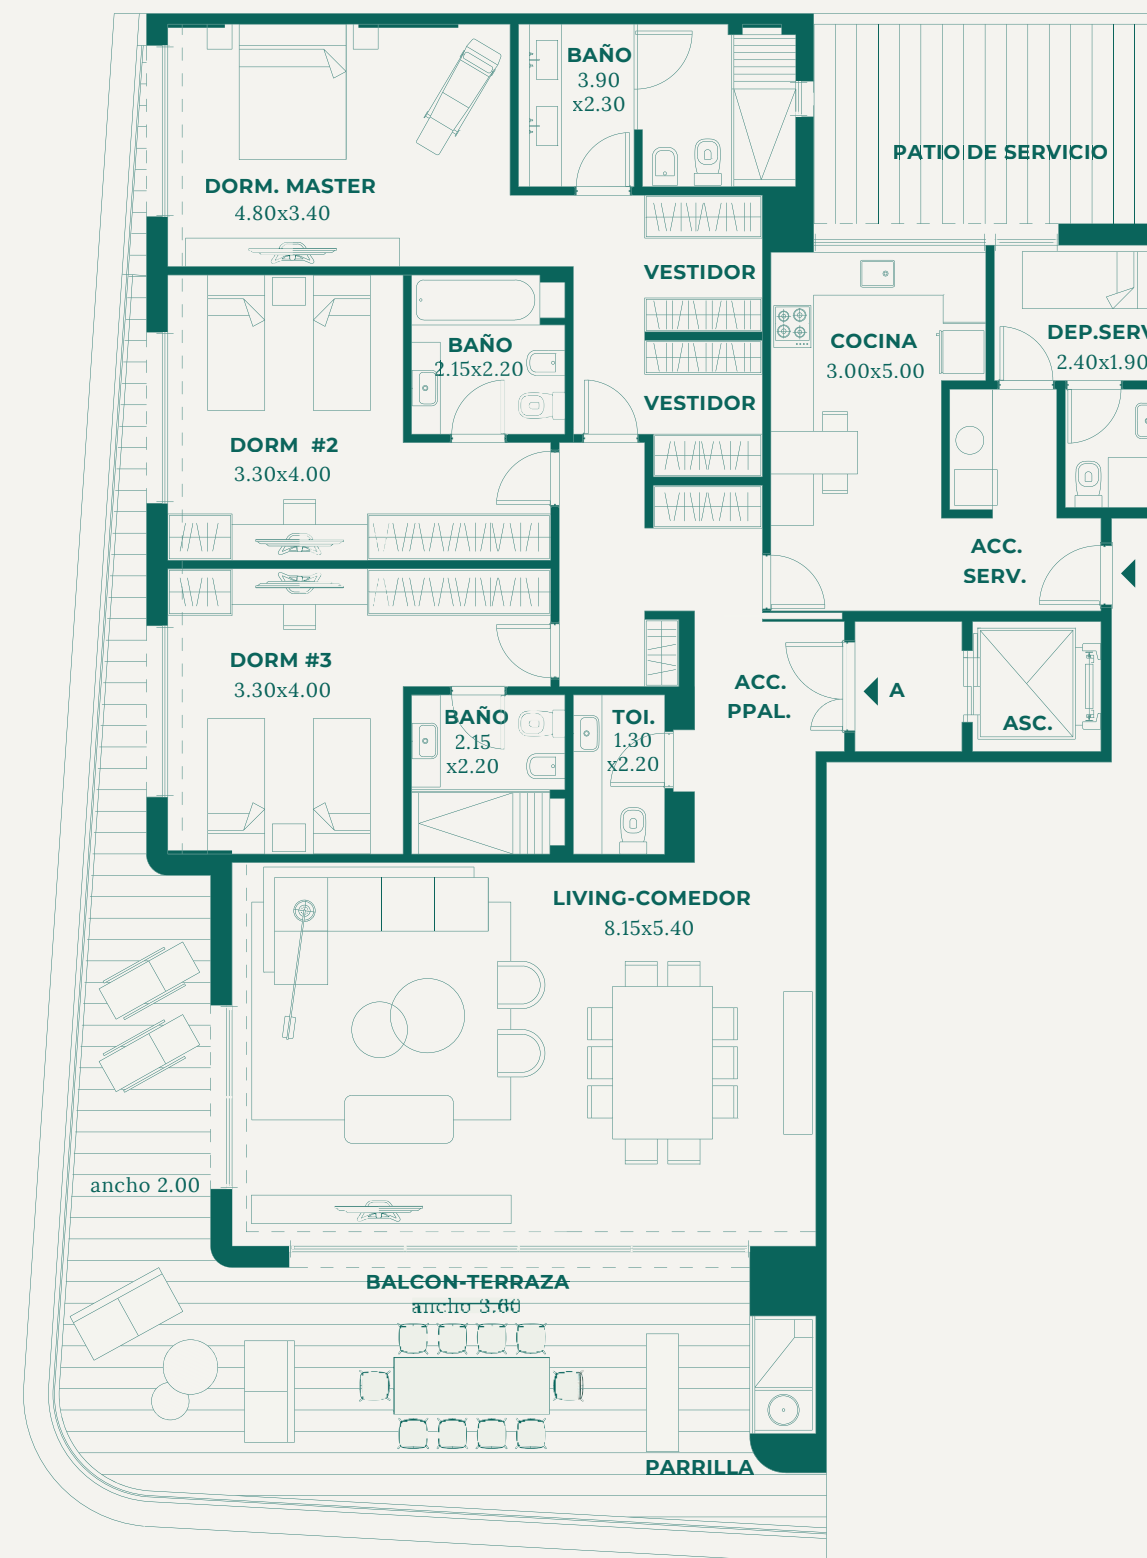 BAÑO
3.90
x2.30
PATIO DE SERVICIO
DORM. MASTER
4.80x3.40
VESTIDOR
BAÑO
2.15x2.20
COCINA
3.00x5.00
DEP.SERV
2.40x1.90
VESTIDOR
DORM #2
3.30x4.00
ACC.
SERV.
DORM #3
3.30x4.00
ACC.
PPAL.
A
BAÑO
2.15
x2.20
TOI.
1.30
x2.20
ASC.
LIVING-COMEDOR
8.15x5.40
ancho 2.00
BALCON-TERRAZA
ancho 3.60
PARRILLA